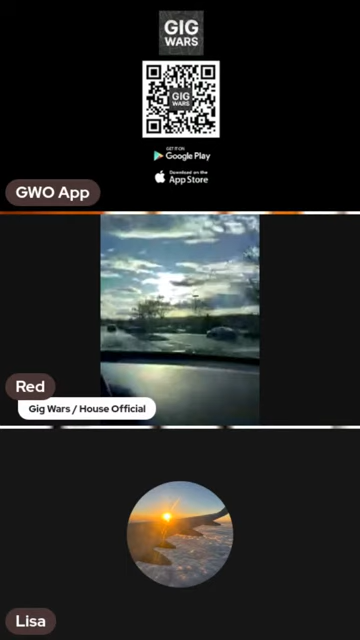 GIG
WARS
GIG
WARS
GET IT ON
Google Play
Download on the
App Store
GWO App
Red
Gig Wars / House Official
Lisa